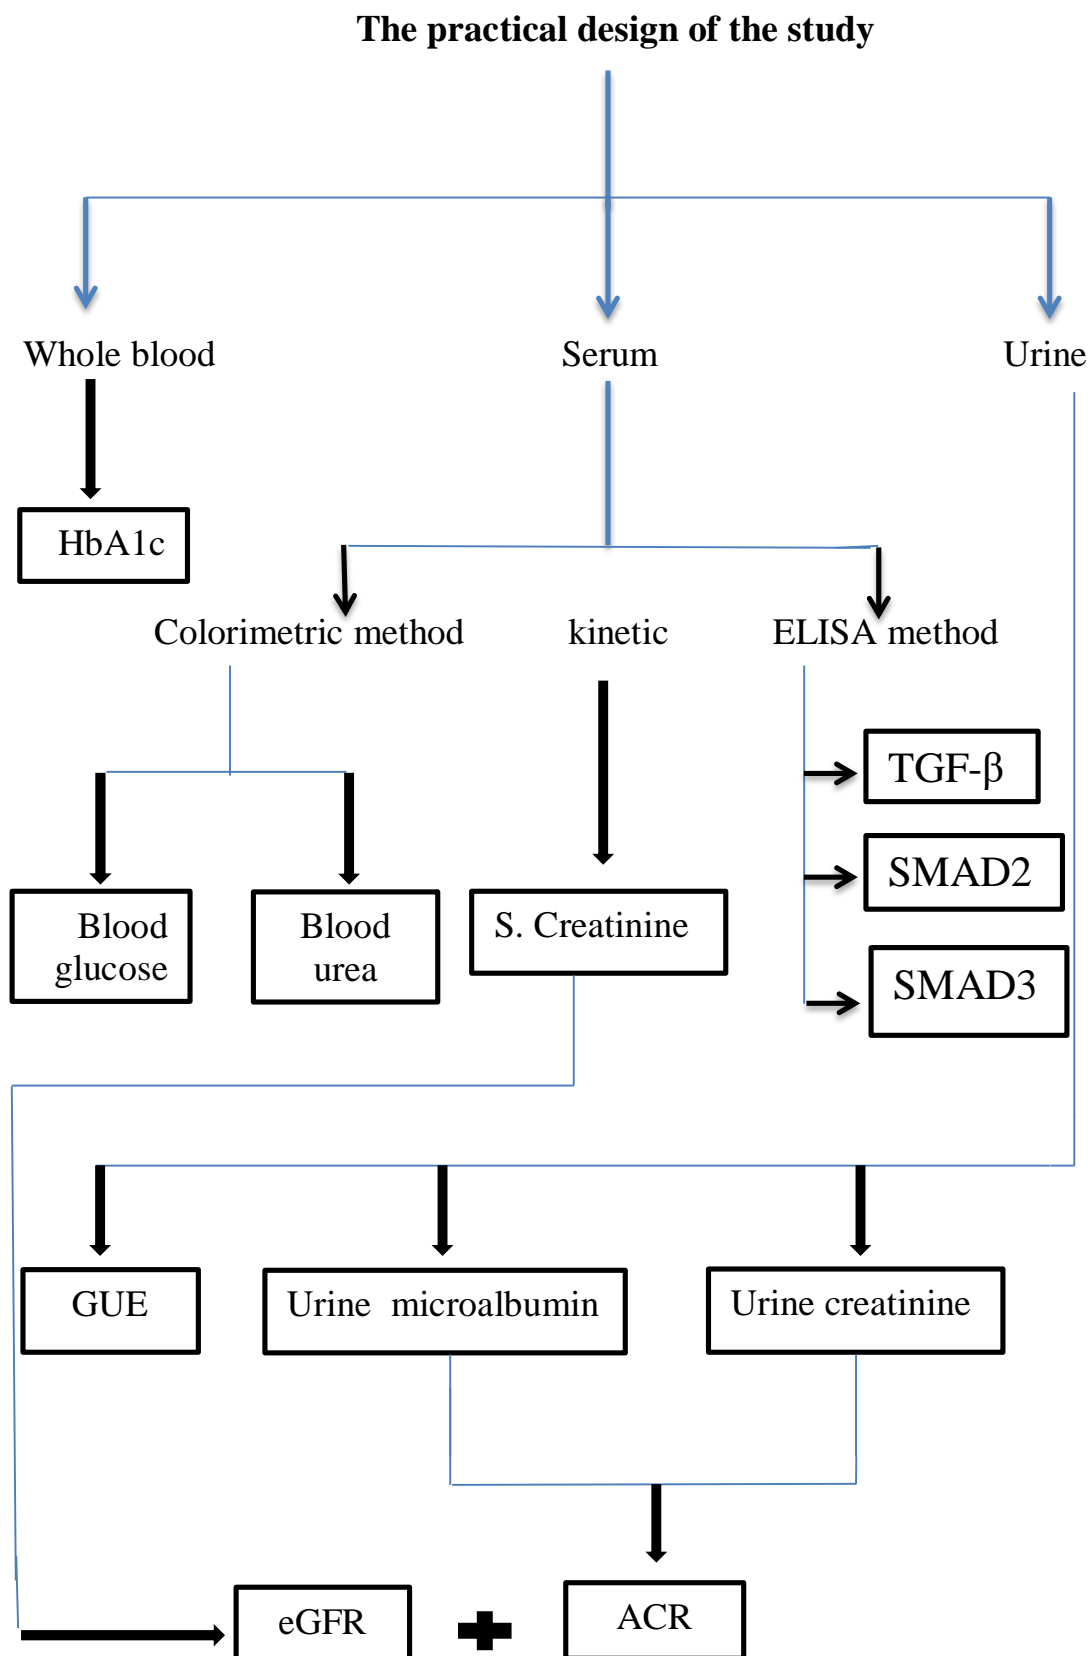 The practical design of the study
Whole blood
Serum
Urine
HbA1c
Colorimetric method
kinetic
ELISA method
TGF-β
SMAD2
SMAD3
Blood
glucose
Blood
urea
S. Creatinine
GUE
Urine microalbumin
Urine creatinine
eGFR
ACR